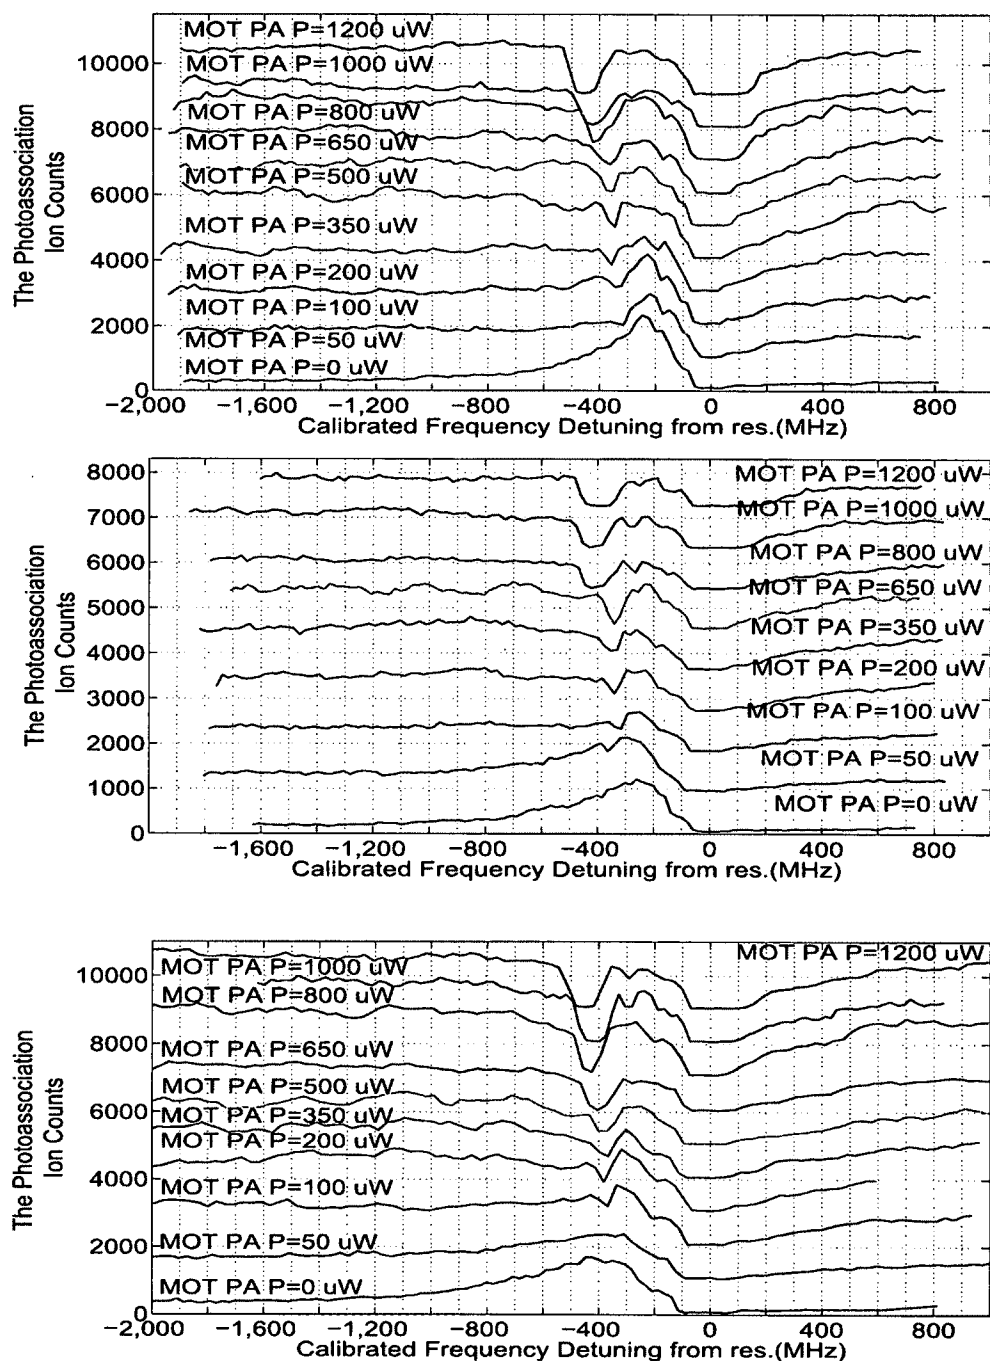 The Photoassociation
Ion Counts
10000
8000
6000
4000
2000
0
MOT PA P=1200 uW
MOT PA P=1000 uW
MOT PA P=800 uW
MOT PA P=650 uW
MOT PA P=500 uW
MOT PA P=350 uW
MOT PA P=200 uW
MOT PA P=100 uW
MOT PA P=50 uW
MOT PA P=0 uW
−2,000 −1,600 −1,200 −800 −400 0 400 800
Calibrated Frequency Detuning from res.(MHz)
The Photoassociation
Ion Counts
8000
7000
6000
5000
4000
3000
2000
1000
0
MOT PA P=1200 uW
MOT PA P=1000 uW
MOT PA P=800 uW
MOT PA P=650 uW
MOT PA P=350 uW
MOT PA P=200 uW
MOT PA P=100 uW
MOT PA P=50 uW
MOT PA P=0 uW
−1,600 −1,200 −800 −400 0 400 800
Calibrated Frequency Detuning from res.(MHz)
The Photoassociation
Ion Counts
10000
8000
6000
4000
2000
0
MOT PA P=1200 uW
MOT PA P=1000 uW
MOT PA P=800 uW
MOT PA P=650 uW
MOT PA P=500 uW
MOT PA P=350 uW
MOT PA P=200 uW
MOT PA P=100 uW
MOT PA P=50 uW
MOT PA P=0 uW
−2,000 −1,600 −1,200 −800 −400 0 400 800
Calibrated Frequency Detuning from res.(MHz)